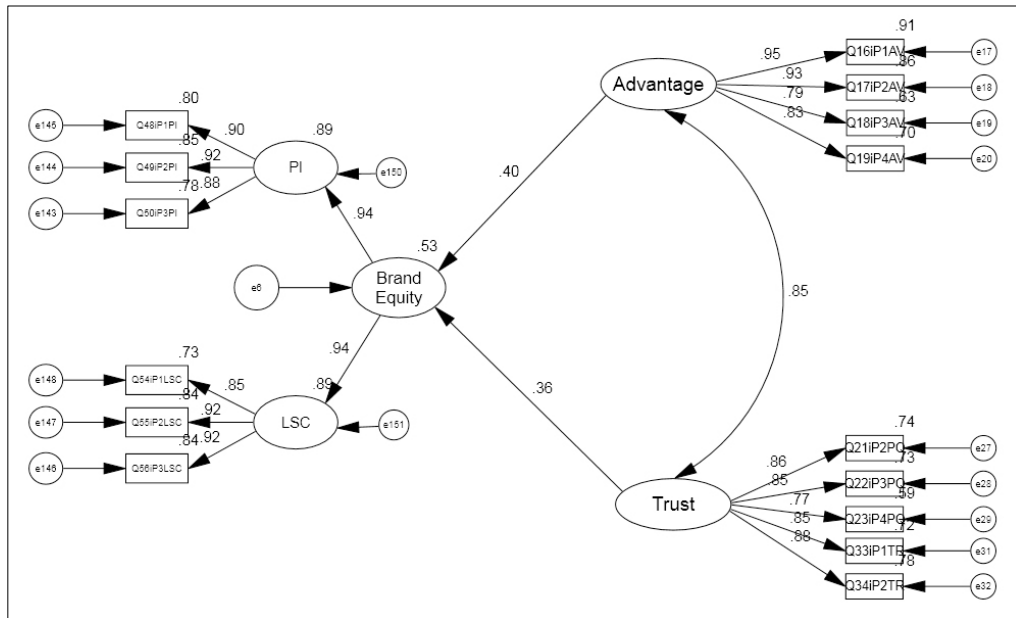 .91
.95
Q16iP1AV
e17
Advantage
.93
.86
Q17iP2AV
e18
.79
.63
Q18iP3AV
e19
.83
.70
Q19iP4AV
e20
.80
e145
Q48iP1PI
.90
.89
.85
e144
Q49iP2PI
.92
PI
e150
.78
.88
e143
Q50iP3PI
.94
.40
.53
e6
Brand
Equity
.85
.94
.36
.73
e148
Q54iP1LSC
.85
.89
.84
e147
Q55iP2LSC
.92
LSC
e151
.84
.92
e146
Q56iP3LSC
.74
.86
Q21iP2PQ
e27
.85
.73
Q22iP3PQ
e28
Trust
.77
.59
Q23iP4PQ
e29
.85
.72
Q33iP1TR
e31
.88
.78
Q34iP2TR
e32